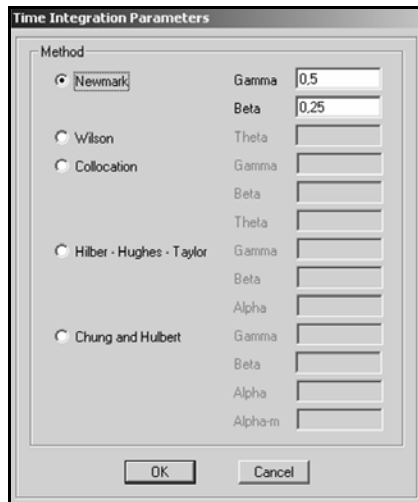 Time Integration Parameters
Method
Newmark Gamma 0,5
Beta 0,25
Wilson Theta
Collocation Gamma
Beta
Theta
Hilber - Hughes - Taylor Gamma
Beta
Alpha
Chung and Hulbert Gamma
Beta
Alpha
Alpha-m
OK Cancel